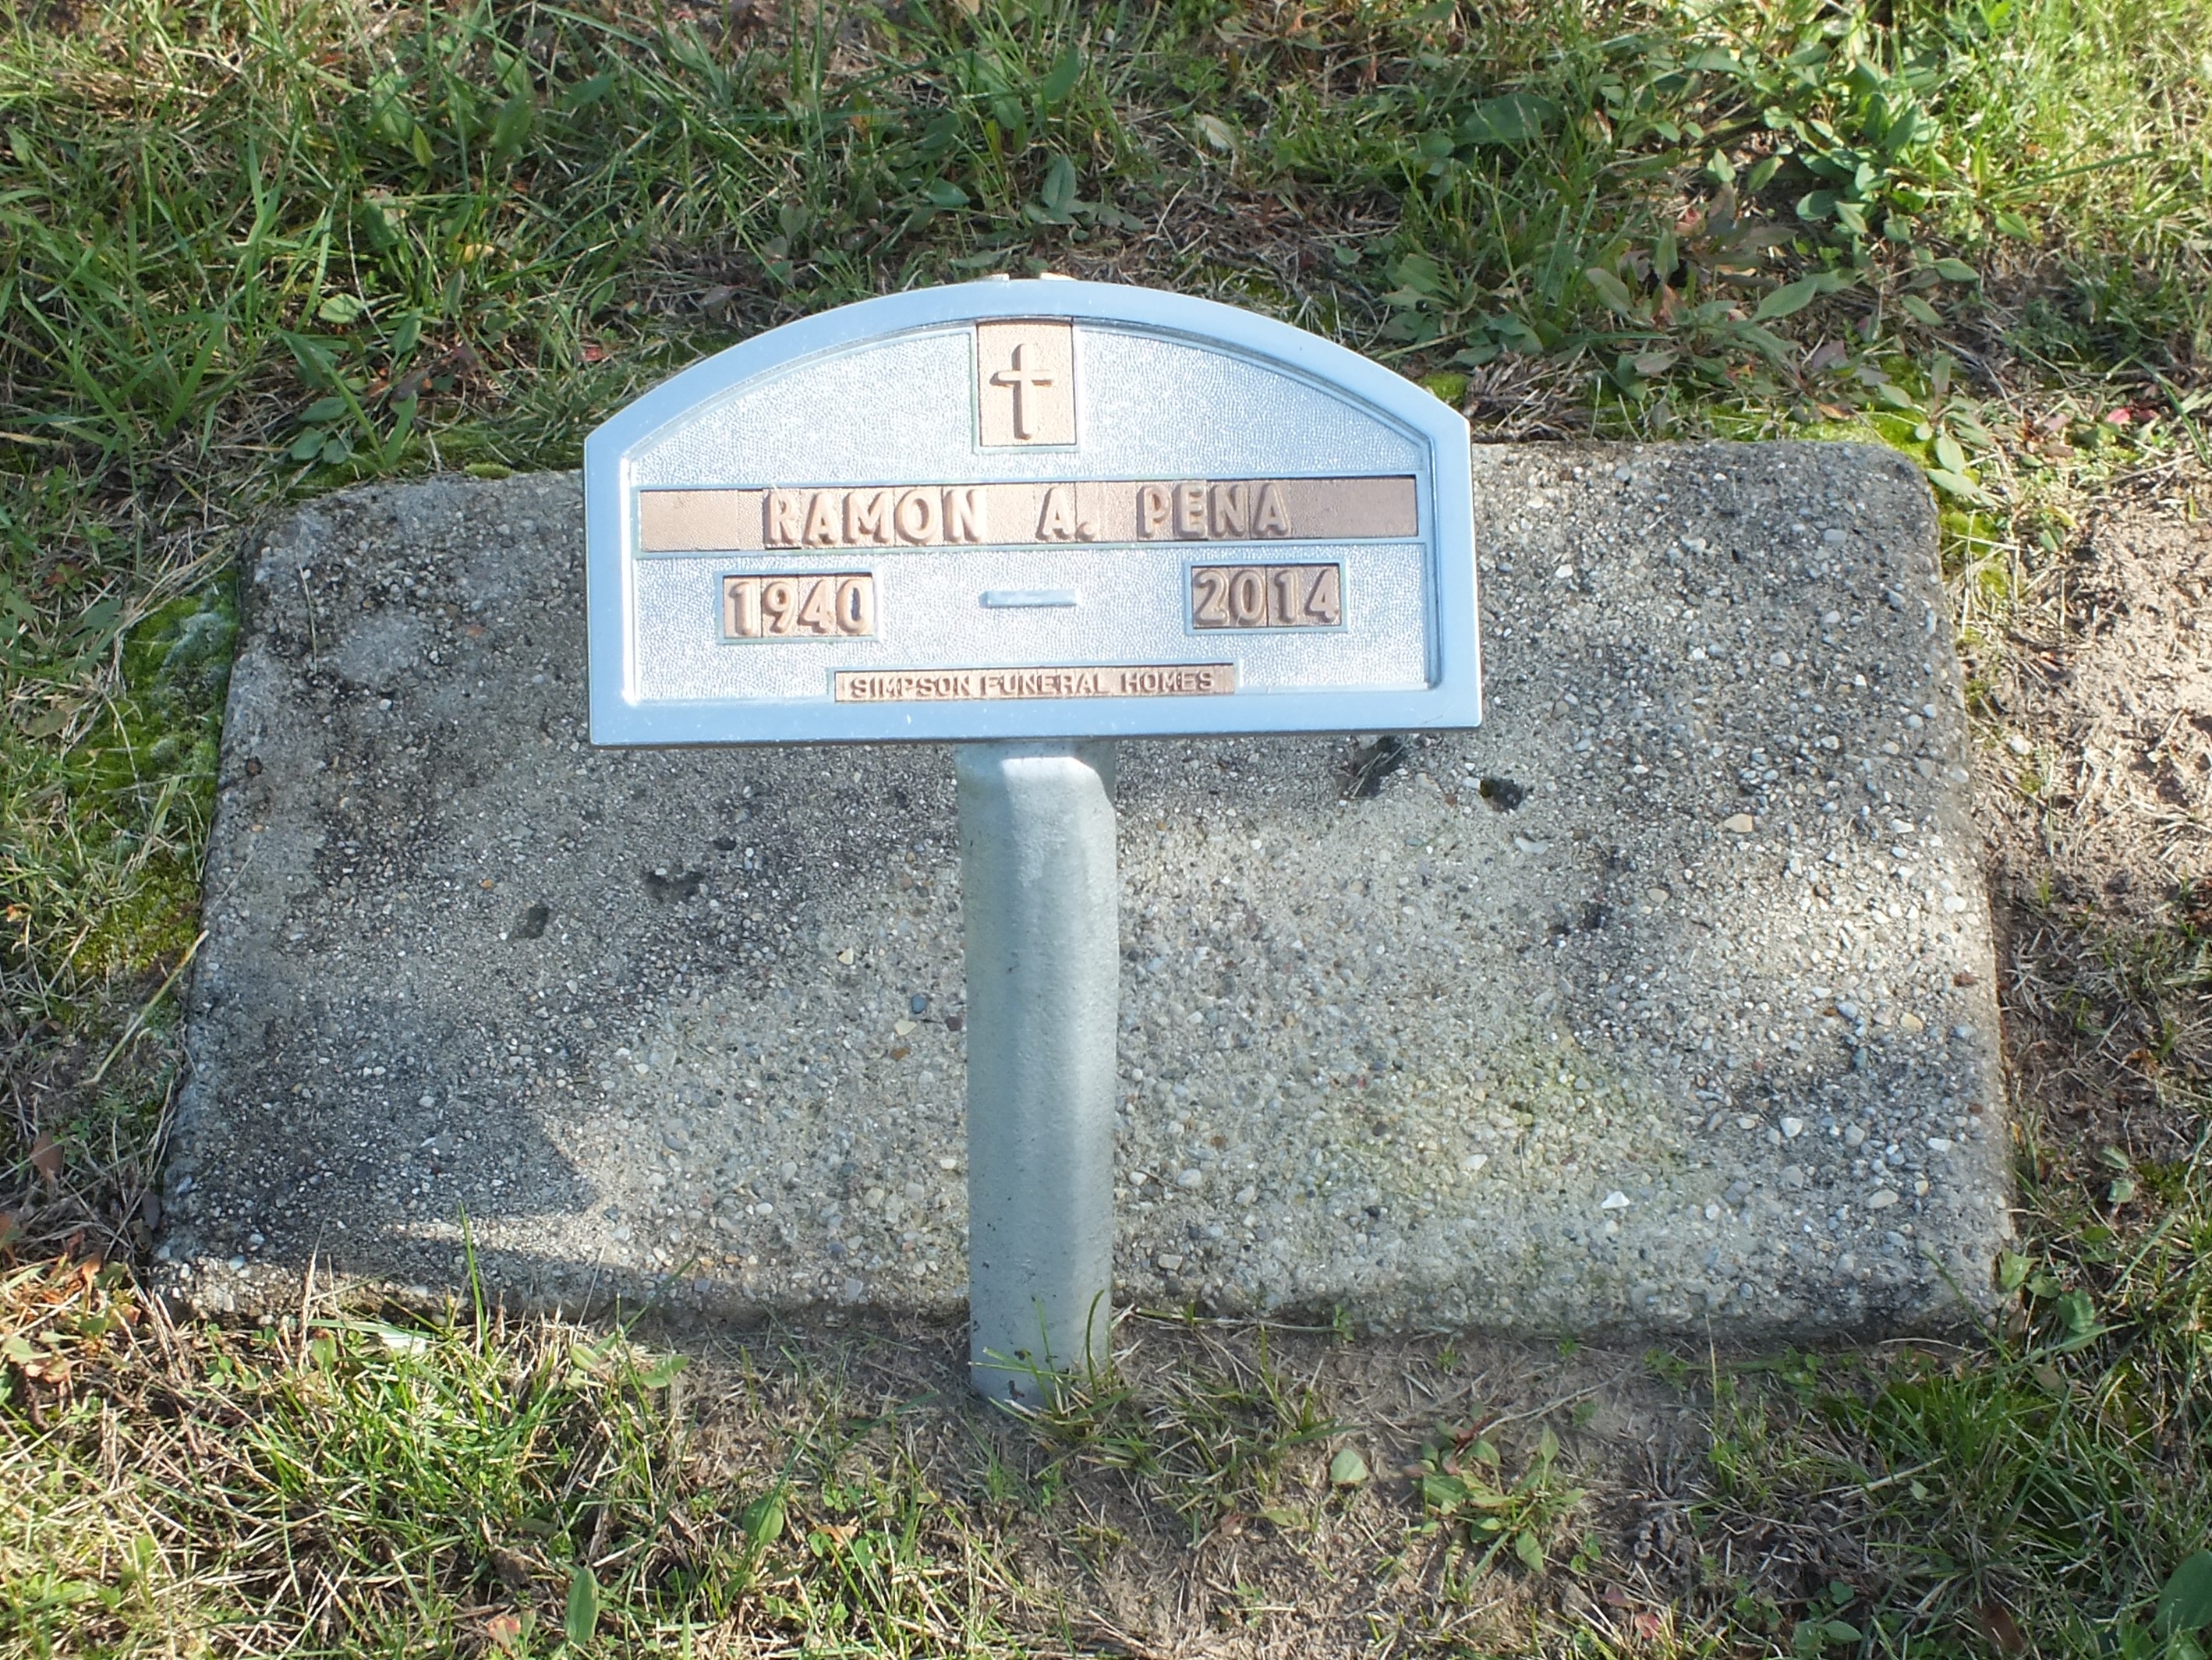 RAMON A. PENA
1940 — 2014
SIMPSON FUNERAL HOMES